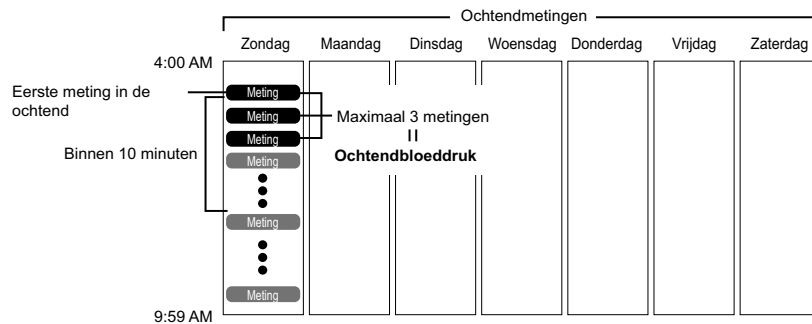 Ochtendmetingen
Zondag Maandag Dinsdag Woensdag Donderdag Vrijdag Zaterdag
4:00 AM
Eerste meting in de
ochtend
Meting
Meting
Maximaal 3 metingen
Meting
Binnen 10 minuten
Ochtendbloeddruk
Meting
Meting
Meting
9:59 AM